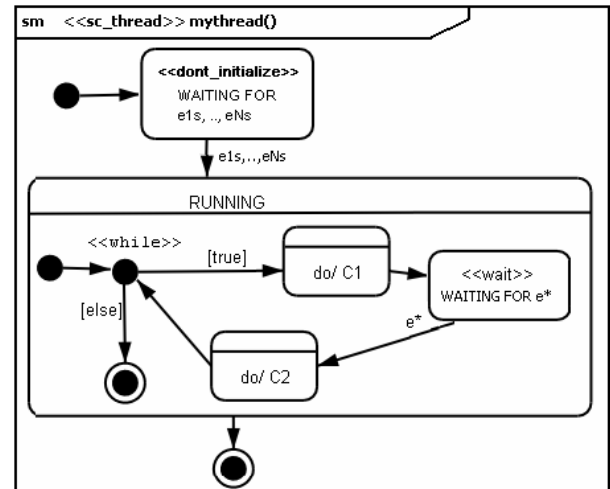 sm <<sc_thread>> mythread()
<<dont_initialize>>
WAITING FOR
e1s, .., eNs
e1s,..,eNs
RUNNING
<<while>>
[true]
do/ C1
<<wait>>
WAITING FOR e*
[else]
e*
do/ C2